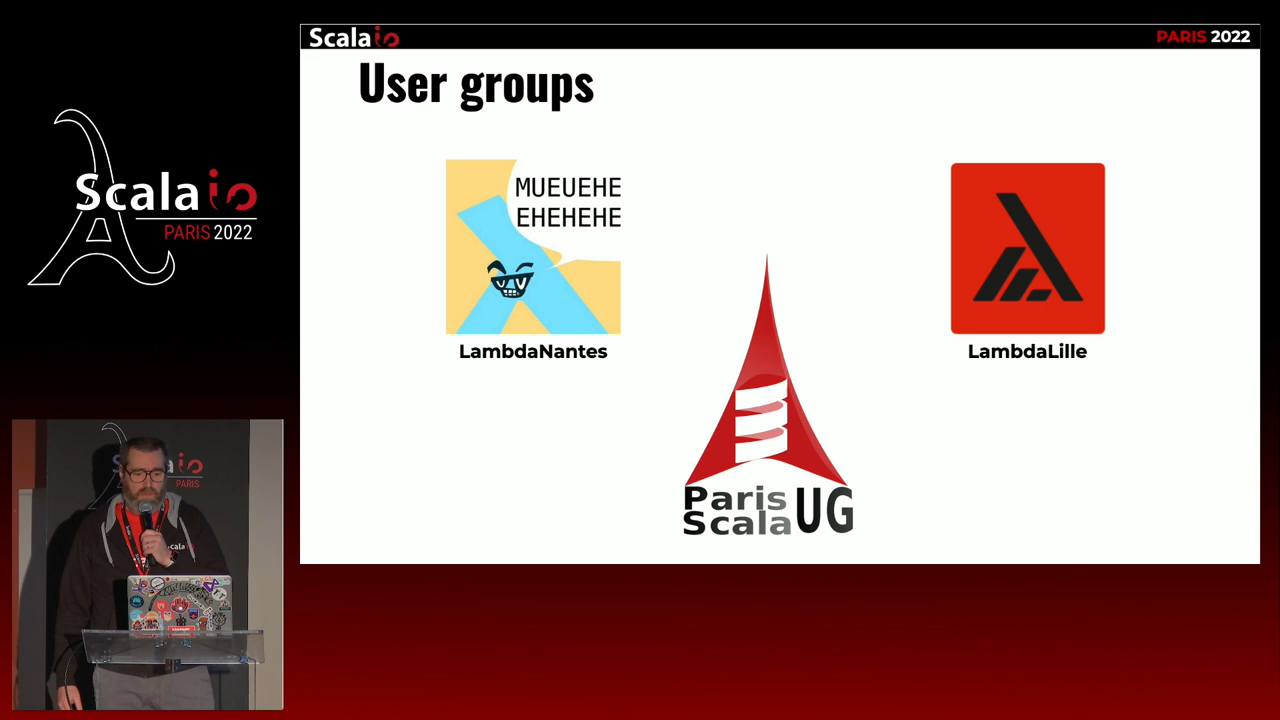 Scala.io
PARIS 2022
User groups
MUEUEHE
EHEHEHE
LambdaNantes
LambdaLille
Paris
Scala UG
Scala.io
PARIS 2022
Scala.io
PARIS